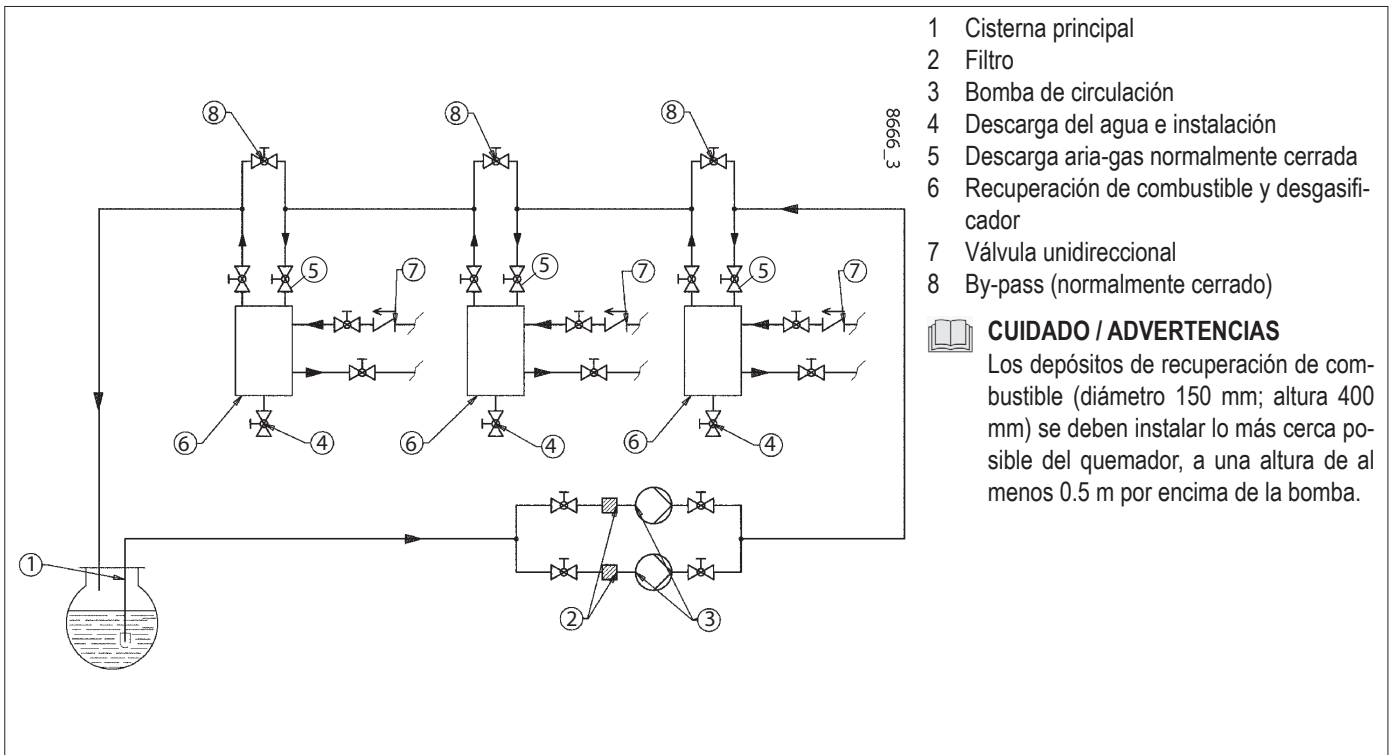 8 8 8
8666_3
5 7 5 7 5 7
6 4 6 4 6 4
1
2 3
1 Cisterna principal
2 Filtro
3 Bomba de circulación
4 Descarga del agua e instalación
5 Descarga aria-gas normalmente cerrada
6 Recuperación de combustible y desgasifi-
cador
7 Válvula unidireccional
8 By-pass (normalmente cerrado)
CUIDADO / ADVERTENCIAS
Los depósitos de recuperación de com-
bustible (diámetro 150 mm; altura 400
mm) se deben instalar lo más cerca po-
sible del quemador, a una altura de al
menos 0.5 m por encima de la bomba.